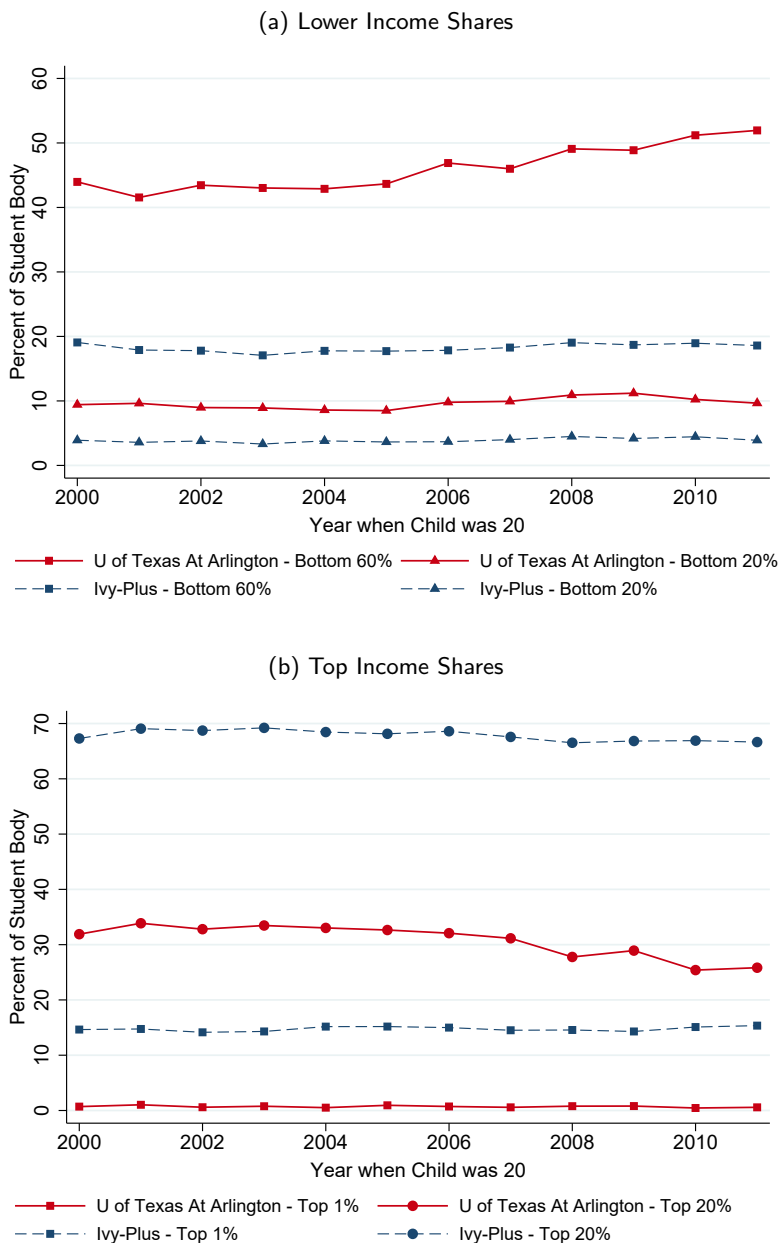 (a) Lower Income Shares
Percent of Student Body
60
50
40
30
20
10
0
2000 2002 2004 2006 2008 2010
Year when Child was 20
U of Texas At Arlington - Bottom 60% U of Texas At Arlington - Bottom 20%
Ivy-Plus - Bottom 60% Ivy-Plus - Bottom 20%
(b) Top Income Shares
Percent of Student Body
70
60
50
40
30
20
10
0
2000 2002 2004 2006 2008 2010
Year when Child was 20
U of Texas At Arlington - Top 1% U of Texas At Arlington - Top 20%
Ivy-Plus - Top 1% Ivy-Plus - Top 20%